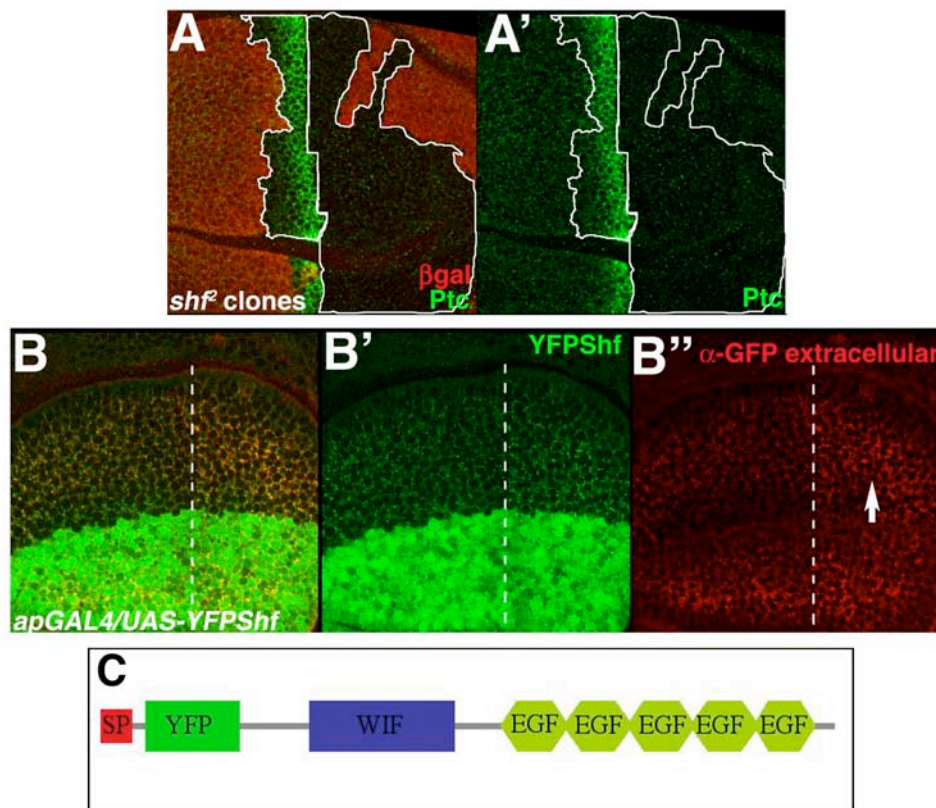 A
A'
βgal
shf² clones
Ptc
Ptc
B
B'
YFPShf
B''
α-GFP extracellular
apGAL4/UAS-YFPShf
C
SP
YFP
WIF
EGF
EGF
EGF
EGF
EGF